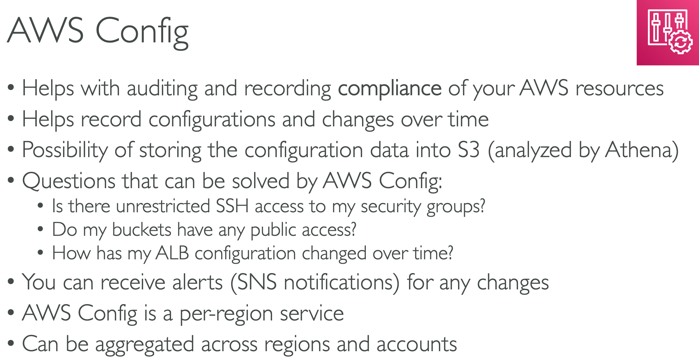 AWS Config
• Helps with auditing and recording compliance of your AWS resources
• Helps record configurations and changes over time
• Possibility of storing the configuration data into S3 (analyzed by Athena)
• Questions that can be solved by AWS Config:
• Is there unrestricted SSH access to my security groups?
• Do my buckets have any public access?
• How has my ALB configuration changed over time?
• You can receive alerts (SNS notifications) for any changes
• AWS Config is a per-region service
• Can be aggregated across regions and accounts